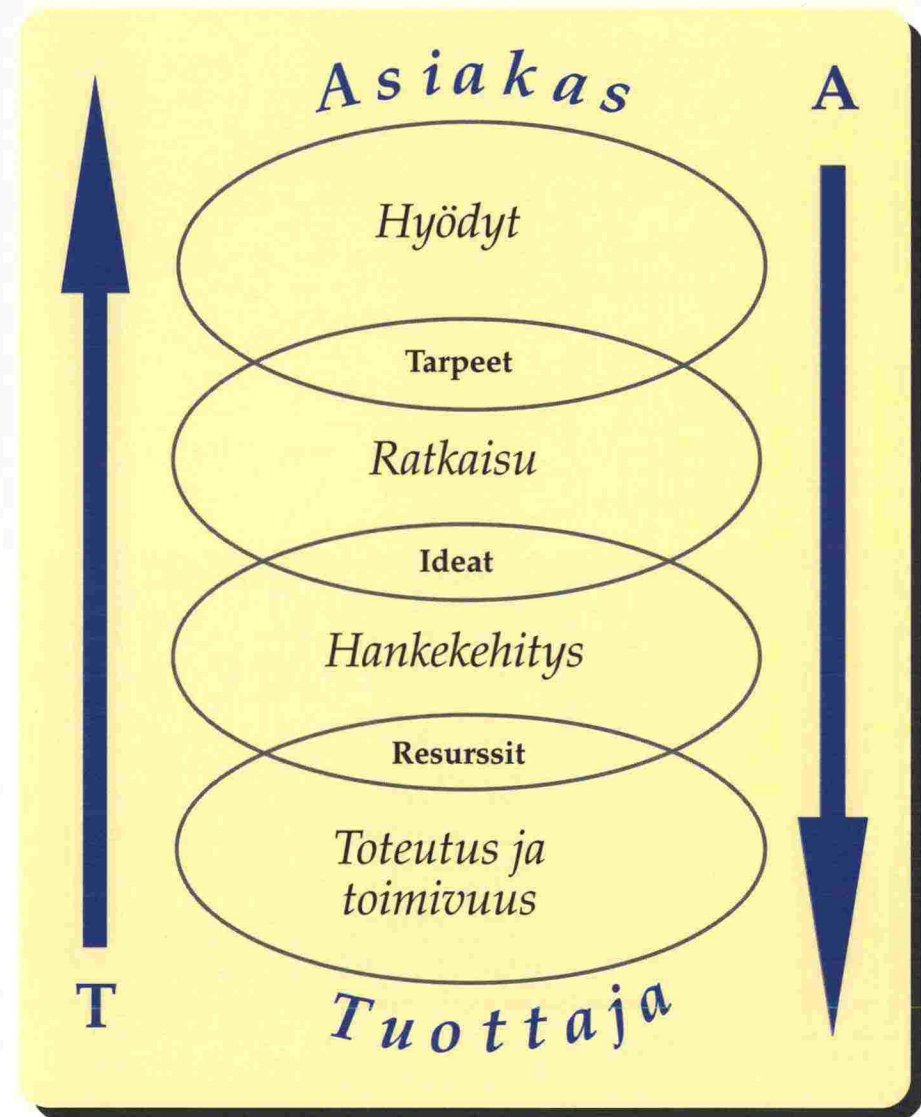 Asiakas
A
Hyödyt
Tarpeet
Ratkaisu
Ideat
Hankekehitys
Resurssit
Toteutus ja
toimivuus
T
Tuottaja